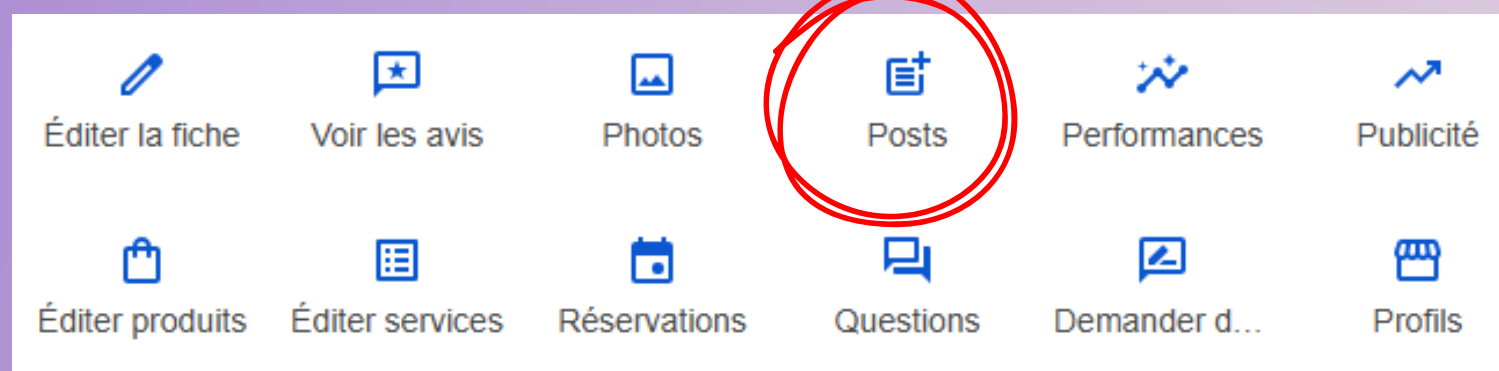 Éditer la fiche Voir les avis Photos Posts Performances Publicité
Éditer produits Éditer services Réservations Questions Demander d... Profils